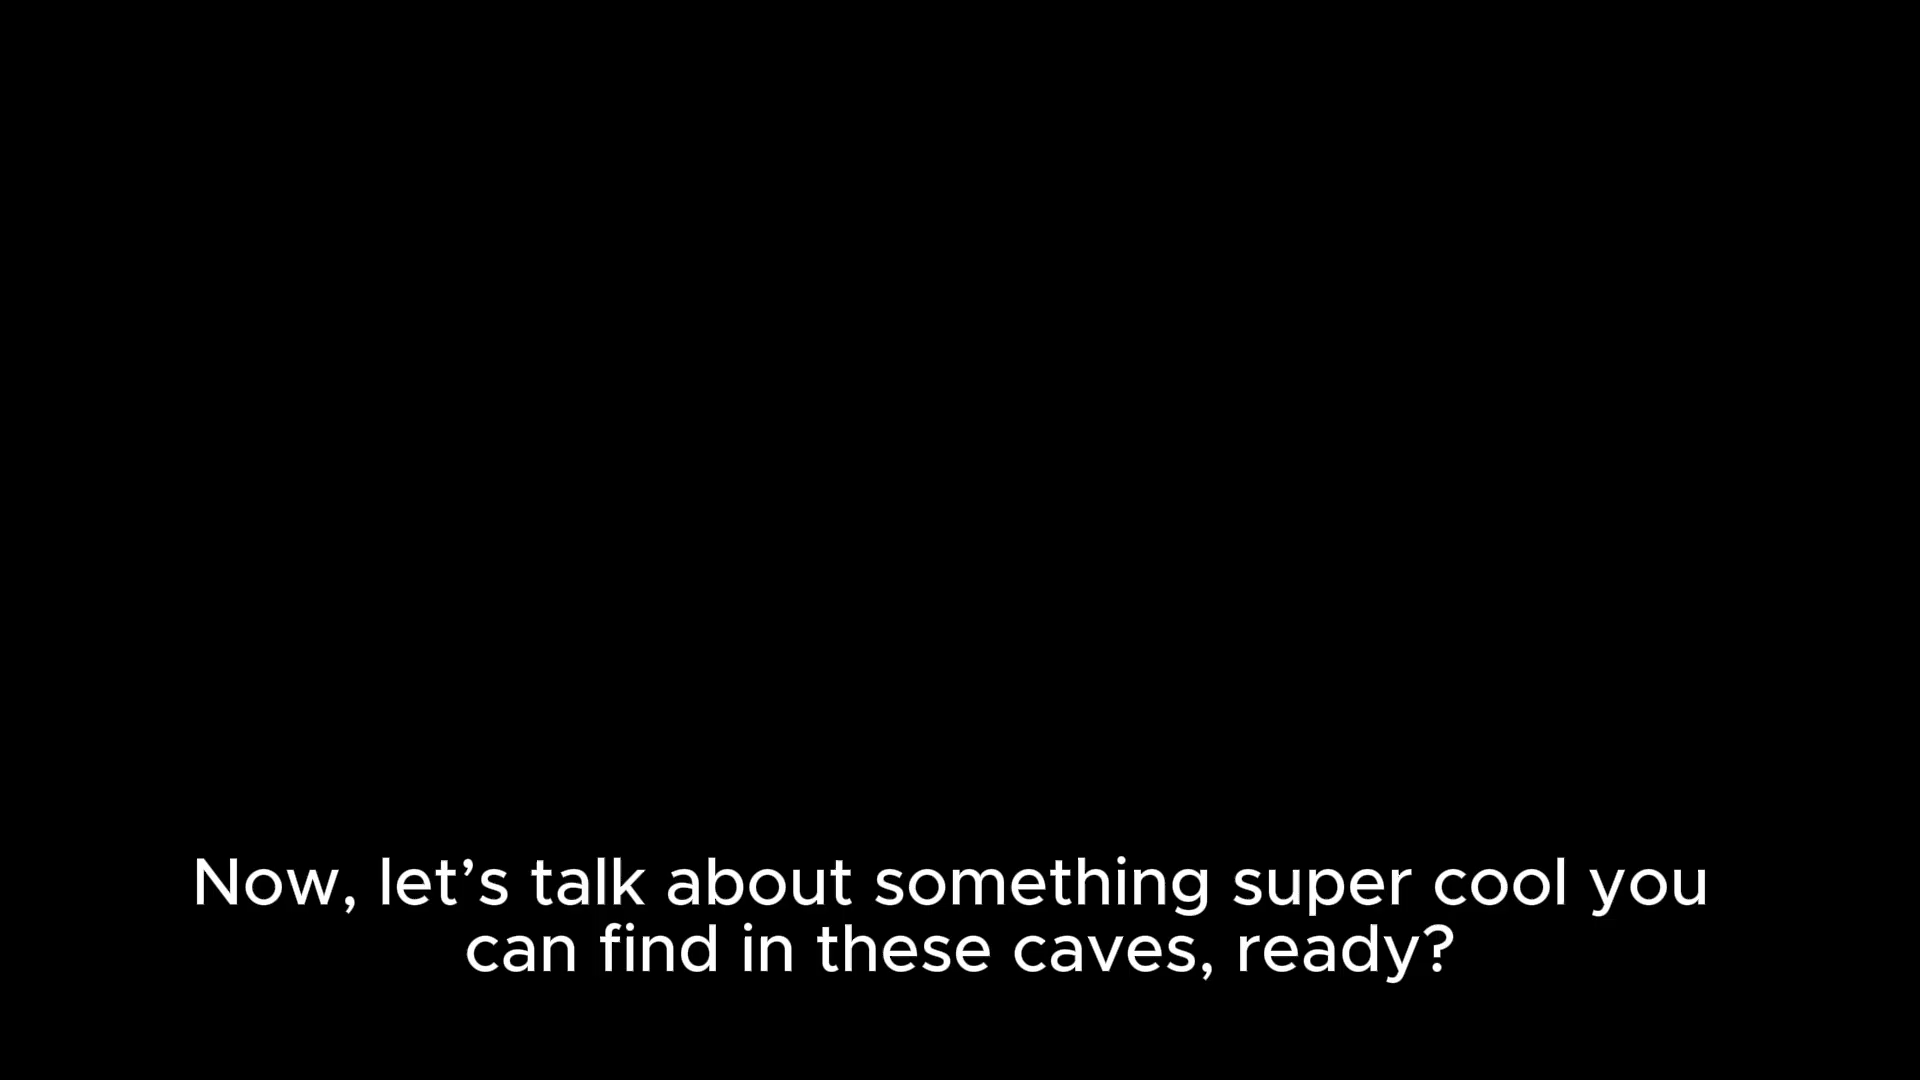 Now, let’s talk about something super cool you
can find in these caves, ready?